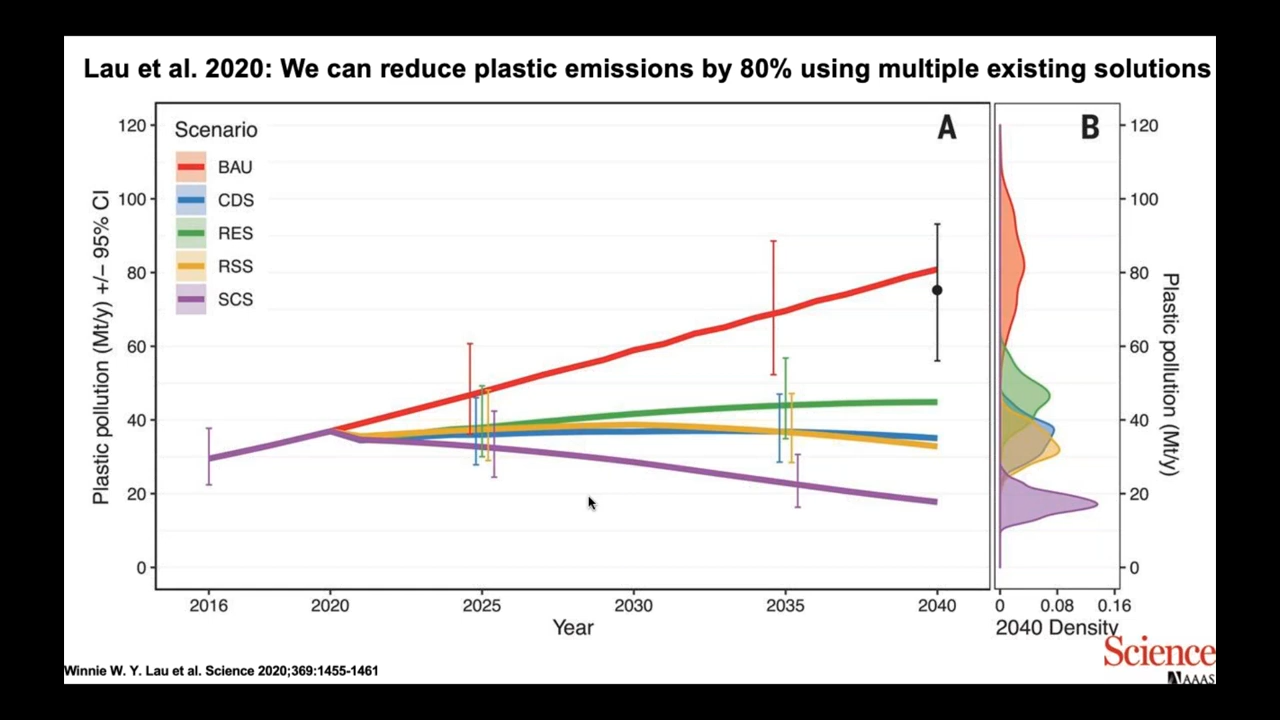 Lau et al. 2020: We can reduce plastic emissions by 80% using multiple existing solutions
Scenario
BAU
CDS
RES
RSS
SCS
A
B
Plastic pollution (Mt/y) +/– 95% CI
120
100
80
60
40
20
0
2016
2020
2025
2030
2035
2040
Year
120
100
80
60
40
20
0
Plastic pollution (Mt/y)
0
0.08
0.16
2040 Density
Winnie W. Y. Lau et al. Science 2020;369:1455-1461
Science
AAAS